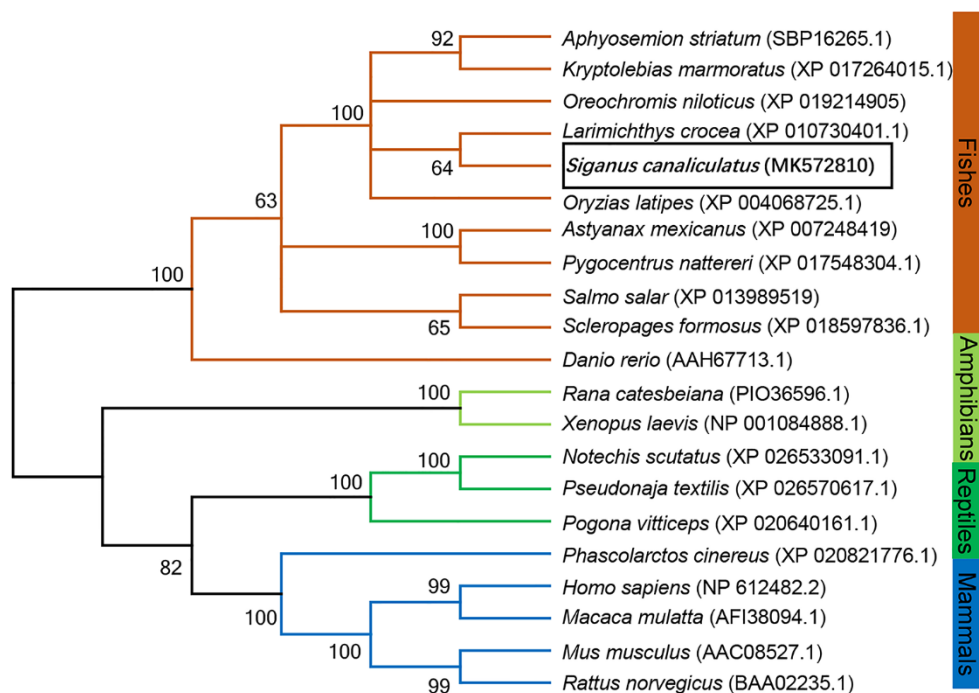 92
Aphyosemion striatum (SBP16265.1)
Kryptolebias marmoratus (XP 017264015.1)
Oreochromis niloticus (XP 019214905)
100
Larimichthys crocea (XP 010730401.1)
64
Siganus canaliculatus (MK572810)
Oryzias latipes (XP 004068725.1)
63
Astyanax mexicanus (XP 007248419)
100
Pygocentrus nattereri (XP 017548304.1)
100
Salmo salar (XP 013989519)
65
Scleropages formosus (XP 018597836.1)
Danio rerio (AAH67713.1)
Fishes
100
Rana catesbeiana (PIO36596.1)
Xenopus laevis (NP 001084888.1)
Amphibians
100
Notechis scutatus (XP 026533091.1)
100
Pseudonaja textilis (XP 026570617.1)
Pogona vitticeps (XP 020640161.1)
Reptiles
82
Phascolarctos cinereus (XP 020821776.1)
99
Homo sapiens (NP 612482.2)
100
Macaca mulatta (AFI38094.1)
100
Mus musculus (AAC08527.1)
99
Rattus norvegicus (BAA02235.1)
Mammals